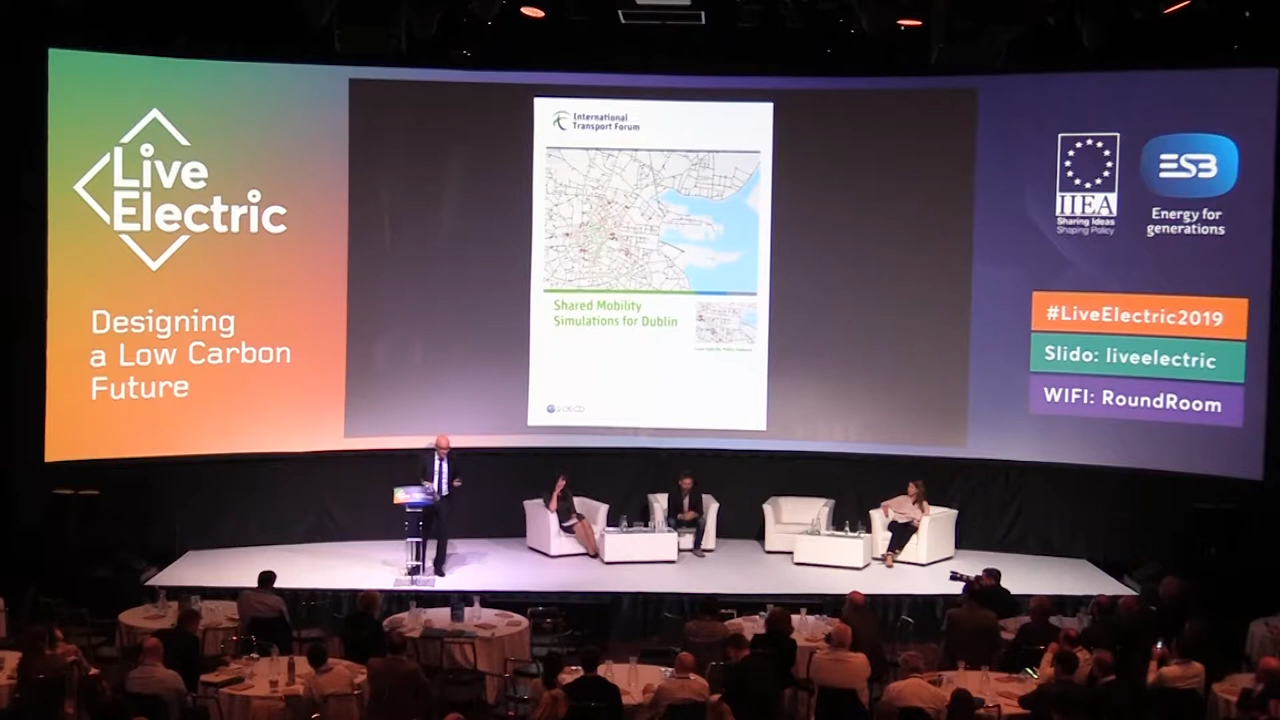 Live
Electric
Designing
a Low Carbon
Future
International
Transport Forum
Shared Mobility
Simulations for Dublin
OECD
IIEA
Sharing Ideas
Shaping Policy
ESB
Energy for
generations
#LiveElectric2019
Slido: liveelectric
WIFI: RoundRoom